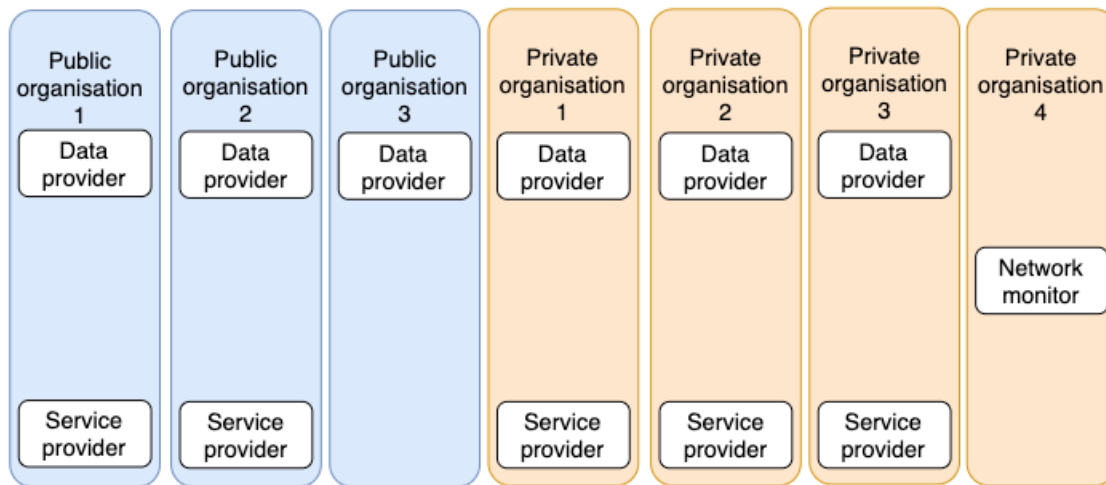 Public
organisation
1
Public
organisation
2
Public
organisation
3
Private
organisation
1
Private
organisation
2
Private
organisation
3
Private
organisation
4
Data
provider
Data
provider
Data
provider
Data
provider
Data
provider
Data
provider
Network
monitor
Service
provider
Service
provider
Service
provider
Service
provider
Service
provider